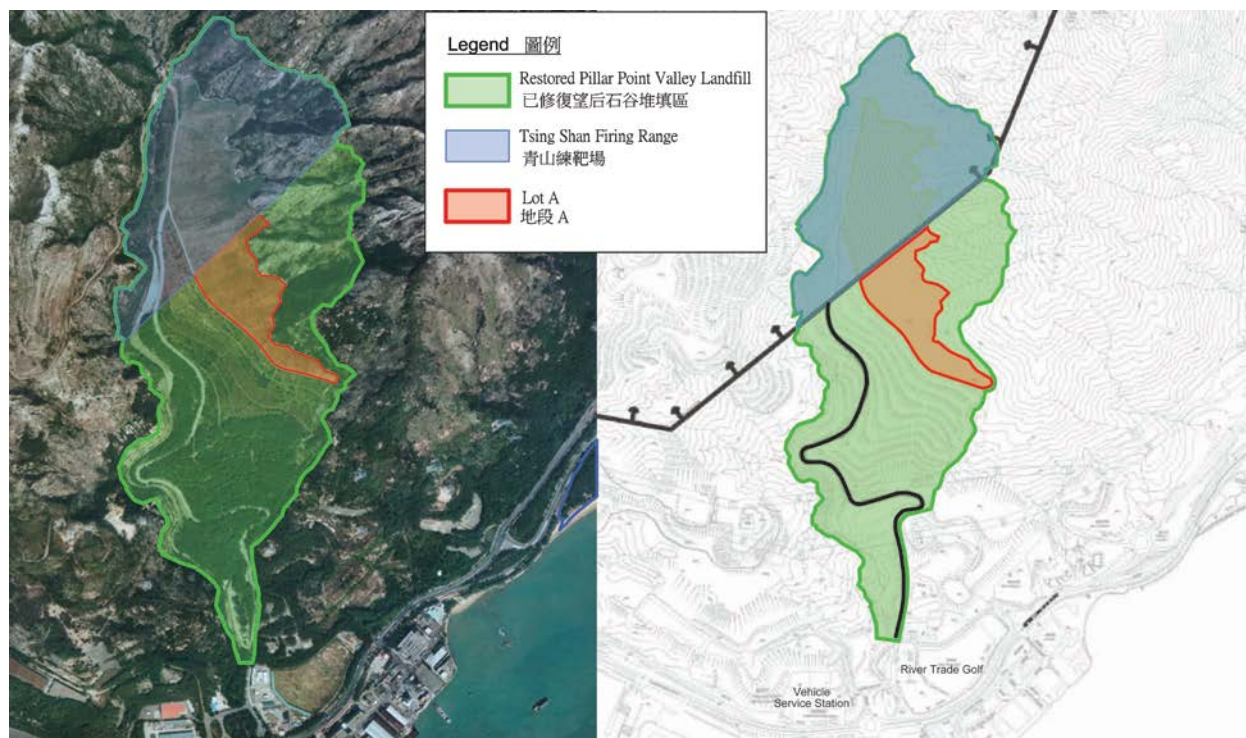 Legend 圖例
Restored Pillar Point Valley Landfill
已修復望后石谷堆填區
Tsing Shan Firing Range
青山練靶場
Lot A
地段 A
River Trade Golf
Vehicle
Service Station